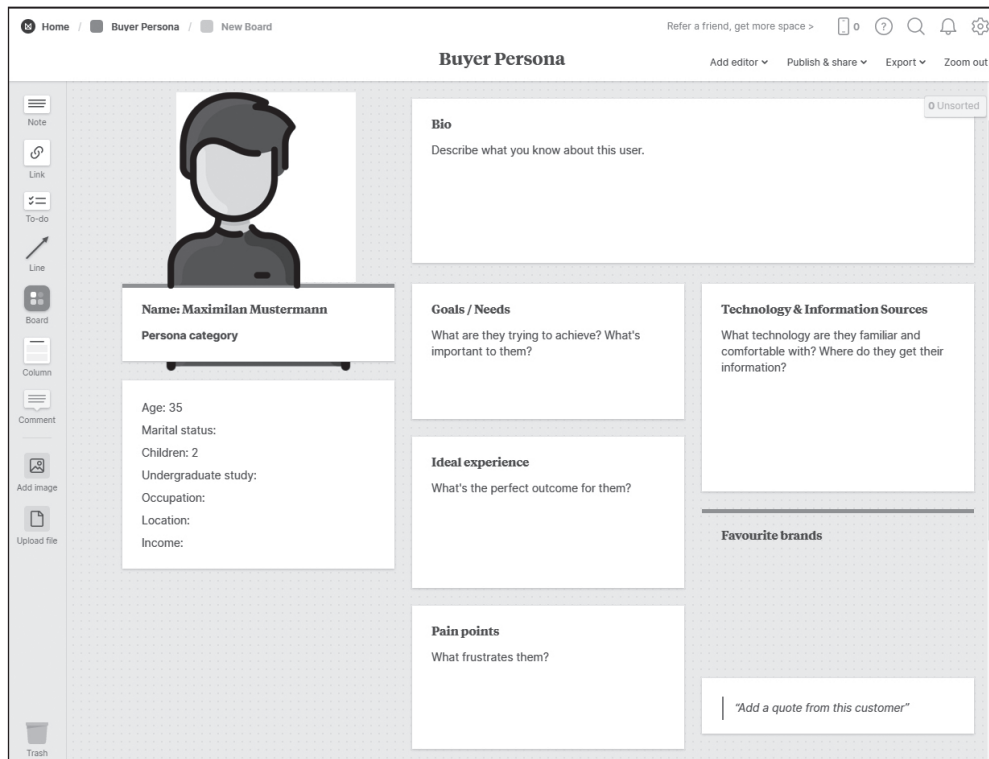 Home / Buyer Persona / New Board
Refer a friend, get more space > 0 ?
Buyer Persona
Add editor Publish & share Export Zoom out
0 Unsorted
Note
Link
To-do
Line
Board
Column
Comment
Add image
Upload file
Trash
Name: Maximilan Mustermann
Persona category
Age: 35
Marital status:
Children: 2
Undergraduate study:
Occupation:
Location:
Income:
Bio
Describe what you know about this user.
Goals / Needs
What are they trying to achieve? What's
important to them?
Ideal experience
What's the perfect outcome for them?
Pain points
What frustrates them?
Technology & Information Sources
What technology are they familiar and
comfortable with? Where do they get their
information?
Favourite brands
“Add a quote from this customer”